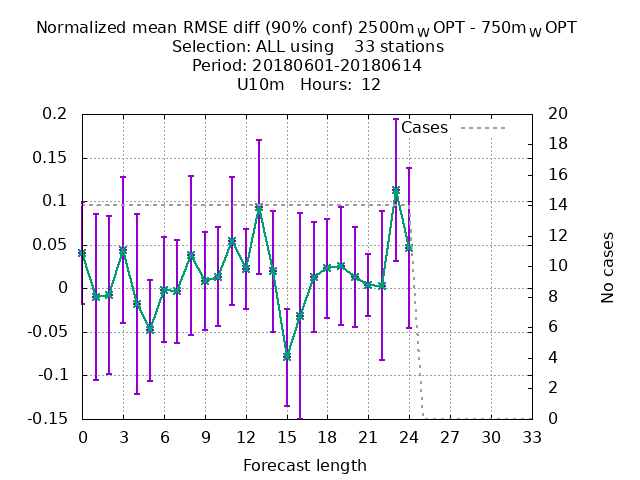 Normalized mean RMSE diff (90% conf) 2500m_W OPT - 750m_W OPT
Selection: ALL using    33 stations
Period: 20180601-20180614
U10m   Hours:  12
Cases
0.2
0.15
0.1
0.05
0
-0.05
-0.1
-0.15
20
18
16
14
12
10
8
6
4
2
0
No cases
0 3 6 9 12 15 18 21 24 27 30 33
Forecast length